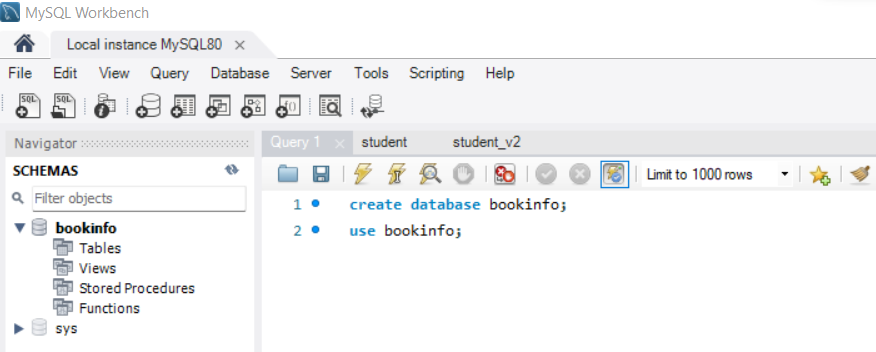 MySQL Workbench
Local instance MySQL80
File Edit View Query Database Server Tools Scripting Help
SQL SQL
Navigator
Query 1 student student_v2
SCHEMAS
Limit to 1000 rows
Filter objects
1 create database bookinfo;
2 use bookinfo;
bookinfo
Tables
Views
Stored Procedures
Functions
sys